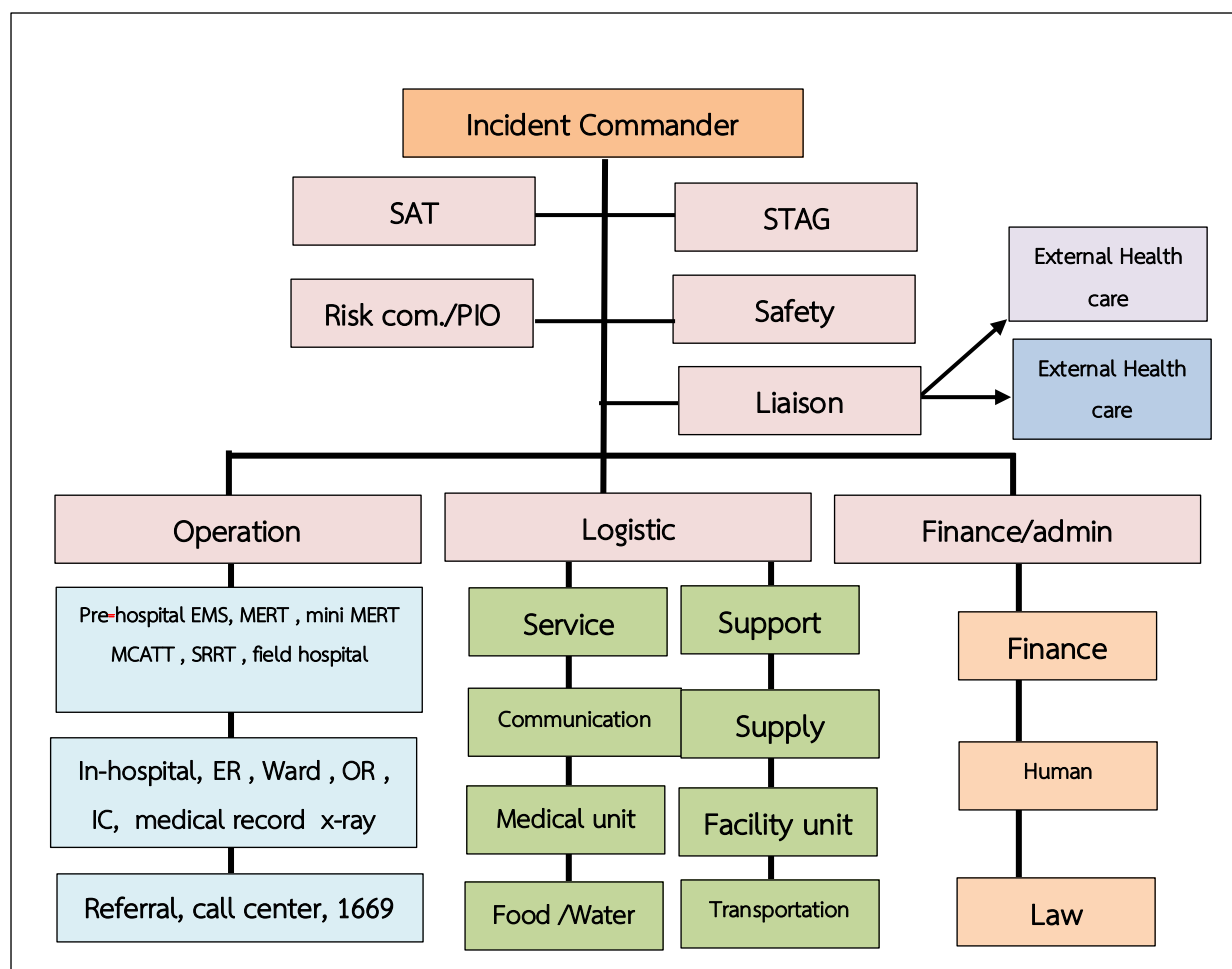 Incident Commander
SAT
STAG
Risk com./PIO
Safety
Liaison
External Health
care
External Health
care
Operation
Logistic
Finance/admin
Pre-hospital EMS, MERT , mini MERT
MCATT , SRRT , field hospital
In-hospital, ER , Ward , OR ,
IC, medical record x-ray
Referral, call center, 1669
Service
Communication
Medical unit
Food /Water
Support
Supply
Facility unit
Transportation
Finance
Human
Law